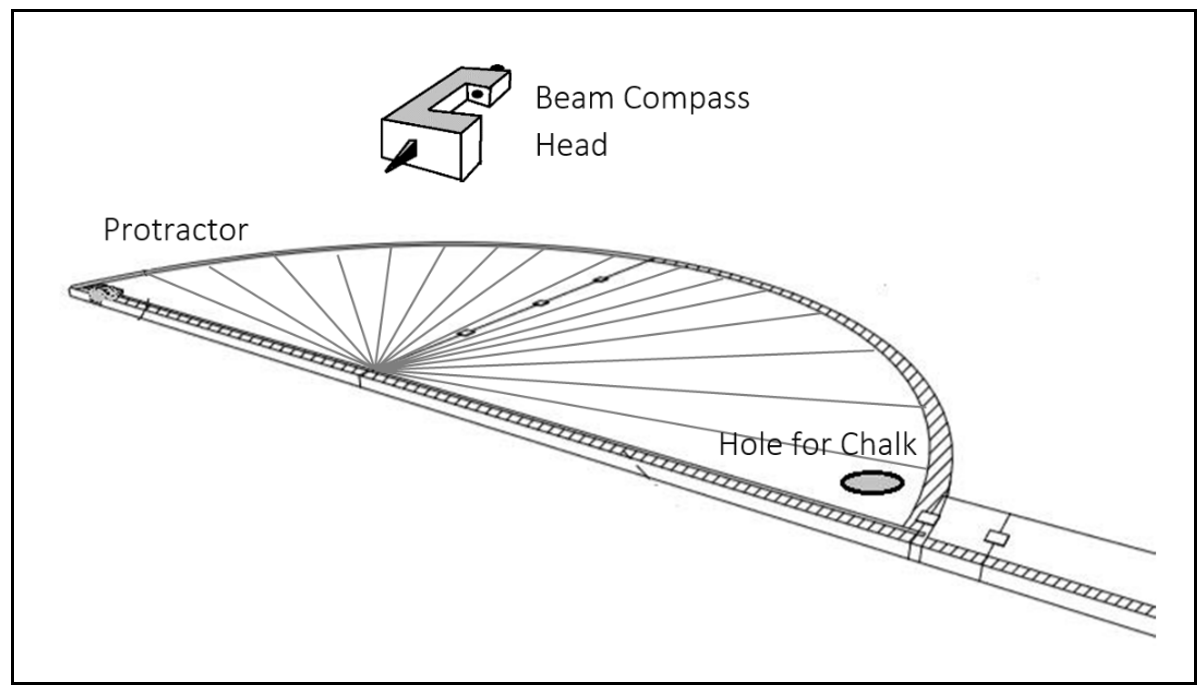 Beam Compass
Head
Protractor
Hole for Chalk